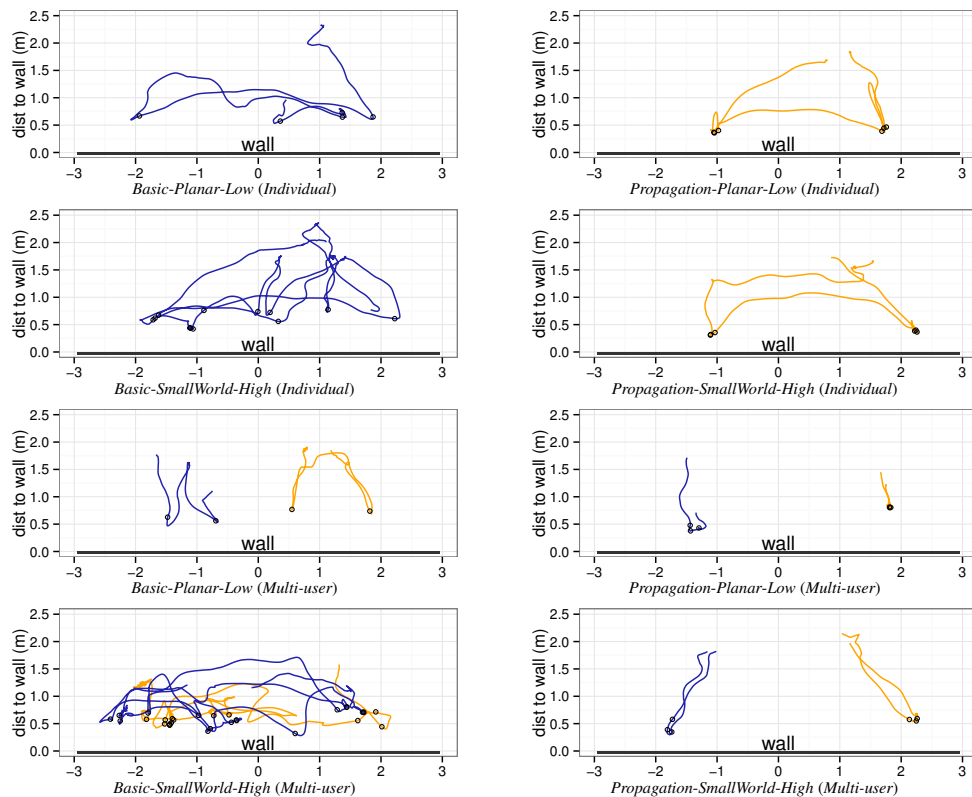 2.5
2.0
1.5
1.0
0.5
0.0
dist to wall (m)
wall
−3 −2 −1 0 1 2 3
Basic-Planar-Low (Individual)
2.5
2.0
1.5
1.0
0.5
0.0
dist to wall (m)
wall
−3 −2 −1 0 1 2 3
Propagation-Planar-Low (Individual)
2.5
2.0
1.5
1.0
0.5
0.0
dist to wall (m)
wall
−3 −2 −1 0 1 2 3
Basic-SmallWorld-High (Individual)
2.5
2.0
1.5
1.0
0.5
0.0
dist to wall (m)
wall
−3 −2 −1 0 1 2 3
Propagation-SmallWorld-High (Individual)
2.5
2.0
1.5
1.0
0.5
0.0
dist to wall (m)
wall
−3 −2 −1 0 1 2 3
Basic-Planar-Low (Multi-user)
2.5
2.0
1.5
1.0
0.5
0.0
dist to wall (m)
wall
−3 −2 −1 0 1 2 3
Propagation-Planar-Low (Multi-user)
2.5
2.0
1.5
1.0
0.5
0.0
dist to wall (m)
wall
−3 −2 −1 0 1 2 3
Basic-SmallWorld-High (Multi-user)
2.5
2.0
1.5
1.0
0.5
0.0
dist to wall (m)
wall
−3 −2 −1 0 1 2 3
Propagation-SmallWorld-High (Multi-user)